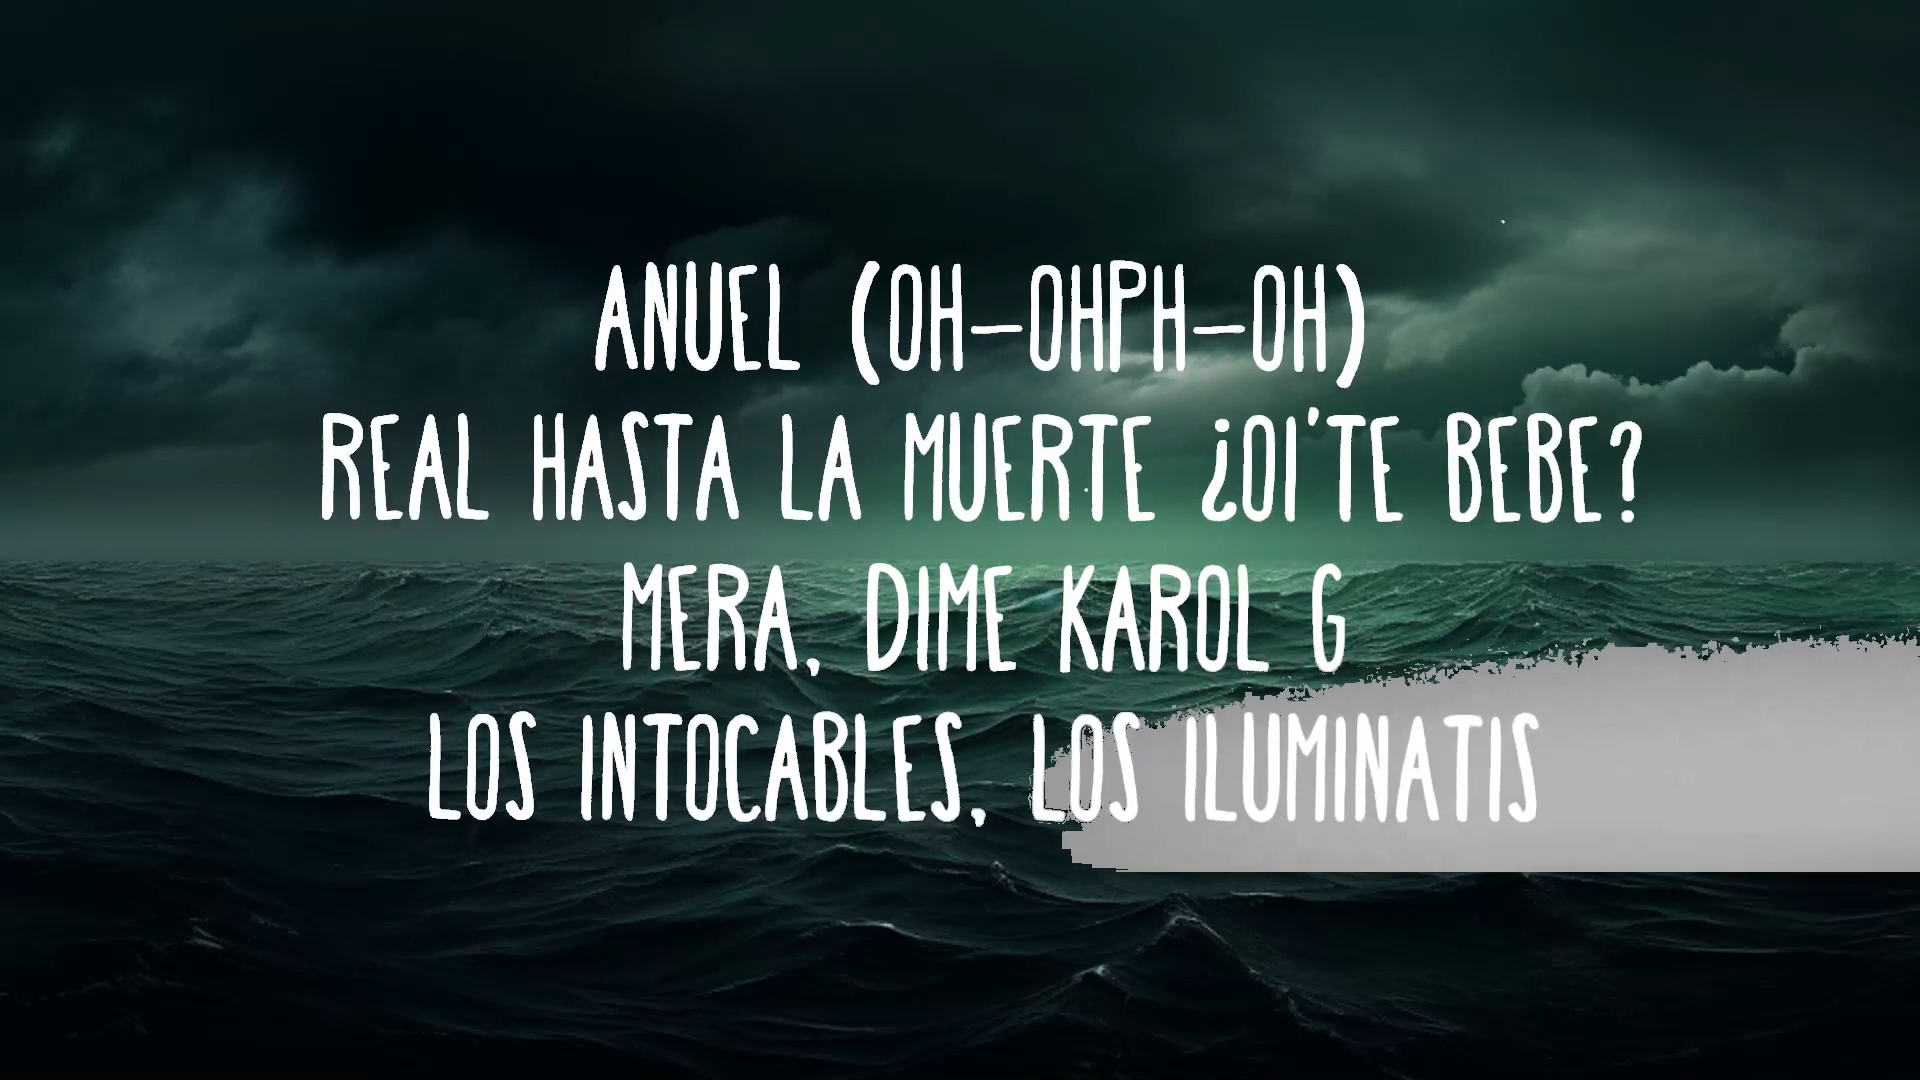 ANUEL (OH-OHPH-OH)
REAL HASTA LA MUERTE ¿OI'TE BEBE?
MERA, DIME KAROL G
LOS INTOCABLES, LOS ILUMINATIS